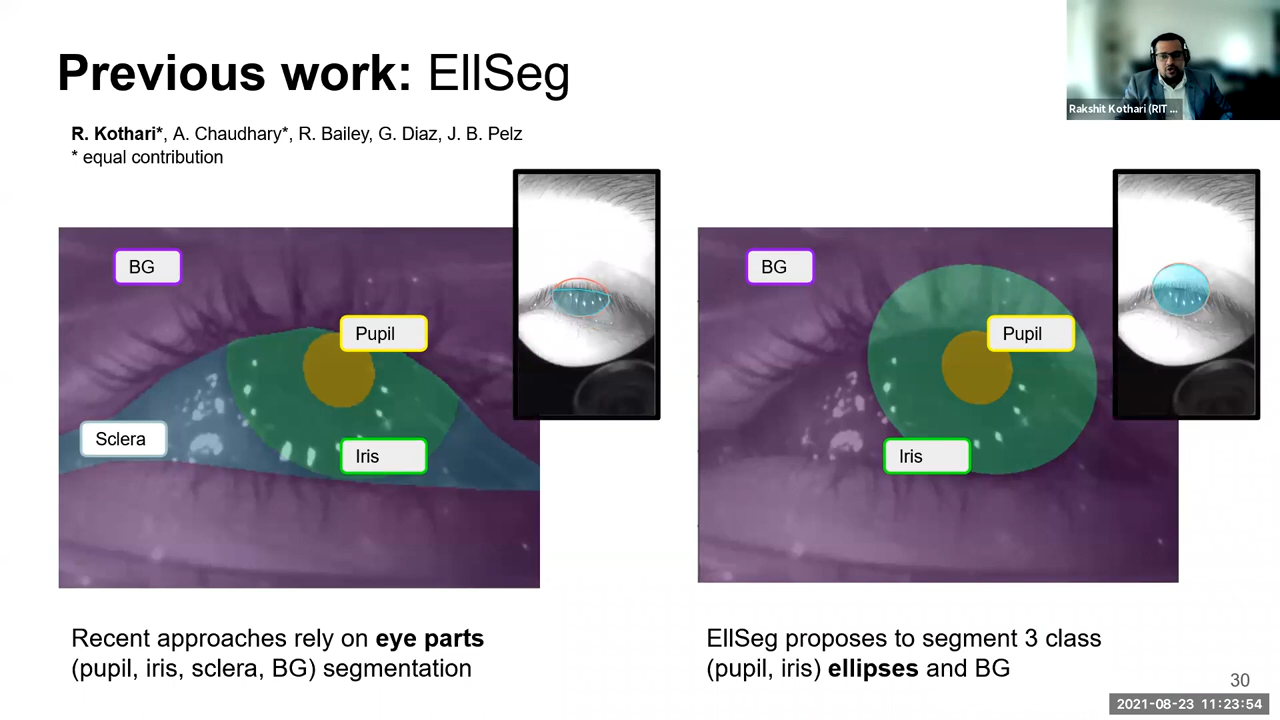 Previous work: EllSeg
Rakshit Kothari (RIT ...
R. Kothari*, A. Chaudhary*, R. Bailey, G. Diaz, J. B. Pelz
* equal contribution
BG
Pupil
Sclera
Iris
BG
Pupil
Iris
Recent approaches rely on eye parts
(pupil, iris, sclera, BG) segmentation
EllSeg proposes to segment 3 class
(pupil, iris) ellipses and BG
30
2021-08-23 11:23:54